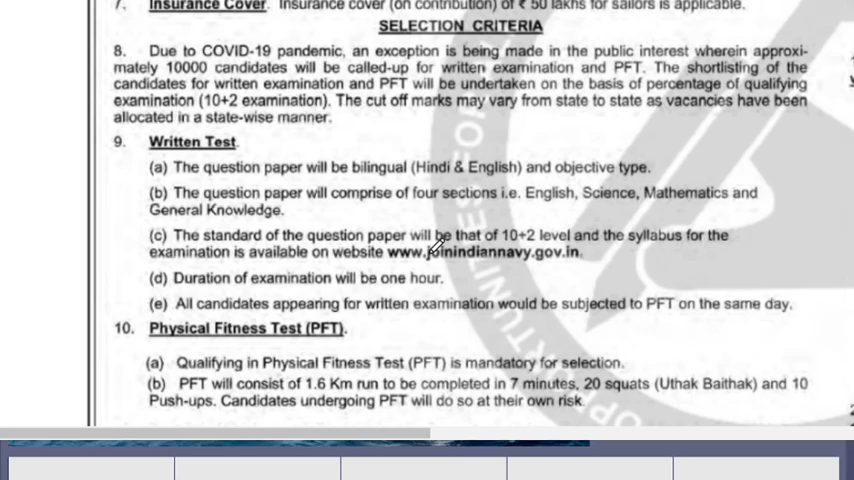 7. Insurance Cover. Insurance cover (on contribution) of ₹ 50 lakhs for sailors is applicable.
SELECTION CRITERIA
8. Due to COVID-19 pandemic, an exception is being made in the public interest wherein approxi-
mately 10000 candidates will be called-up for written examination and PFT. The shortlisting of the
candidates for written examination and PFT will be undertaken on the basis of percentage of qualifying
examination (10+2 examination). The cut off marks may vary from state to state as vacancies have been
allocated in a state-wise manner.
9. Written Test.
(a) The question paper will be bilingual (Hindi & English) and objective type.
(b) The question paper will comprise of four sections i.e. English, Science, Mathematics and
General Knowledge.
(c) The standard of the question paper will be that of 10+2 level and the syllabus for the
examination is available on website www.joinindiannavy.gov.in.
(d) Duration of examination will be one hour.
(e) All candidates appearing for written examination would be subjected to PFT on the same day.
10. Physical Fitness Test (PFT).
(a) Qualifying in Physical Fitness Test (PFT) is mandatory for selection.
(b) PFT will consist of 1.6 Km run to be completed in 7 minutes, 20 squats (Uthak Baithak) and 10
Push-ups. Candidates undergoing PFT will do so at their own risk.
OPPORTUNITIES FOR